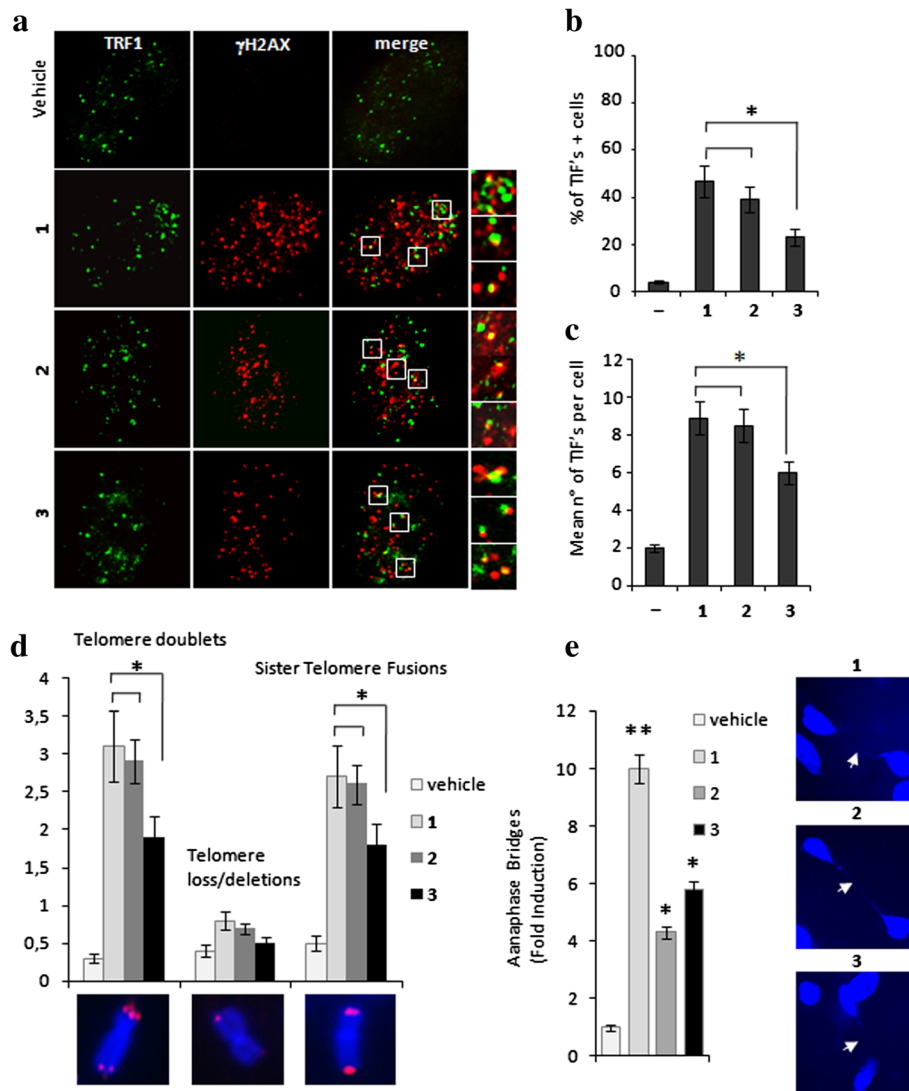 a
TRF1 γH2AX merge
Vehicle
1
2
3
b
% of TIF's + cells
100
80
60
40
20
0
*
– 1 2 3
c
Mean n° of TIF's per cell
12
10
8
6
4
2
0
*
– 1 2 3
d
Telomere doublets
Sister Telomere Fusions
Telomere
loss/deletions
4
3,5
3
2,5
2
1,5
1
0,5
0
*
*
vehicle
1
2
3
e
Aanaphase Bridges
(Fold Induction)
12
10
8
6
4
2
0
**
*
*
vehicle
1
2
3
1
2
3